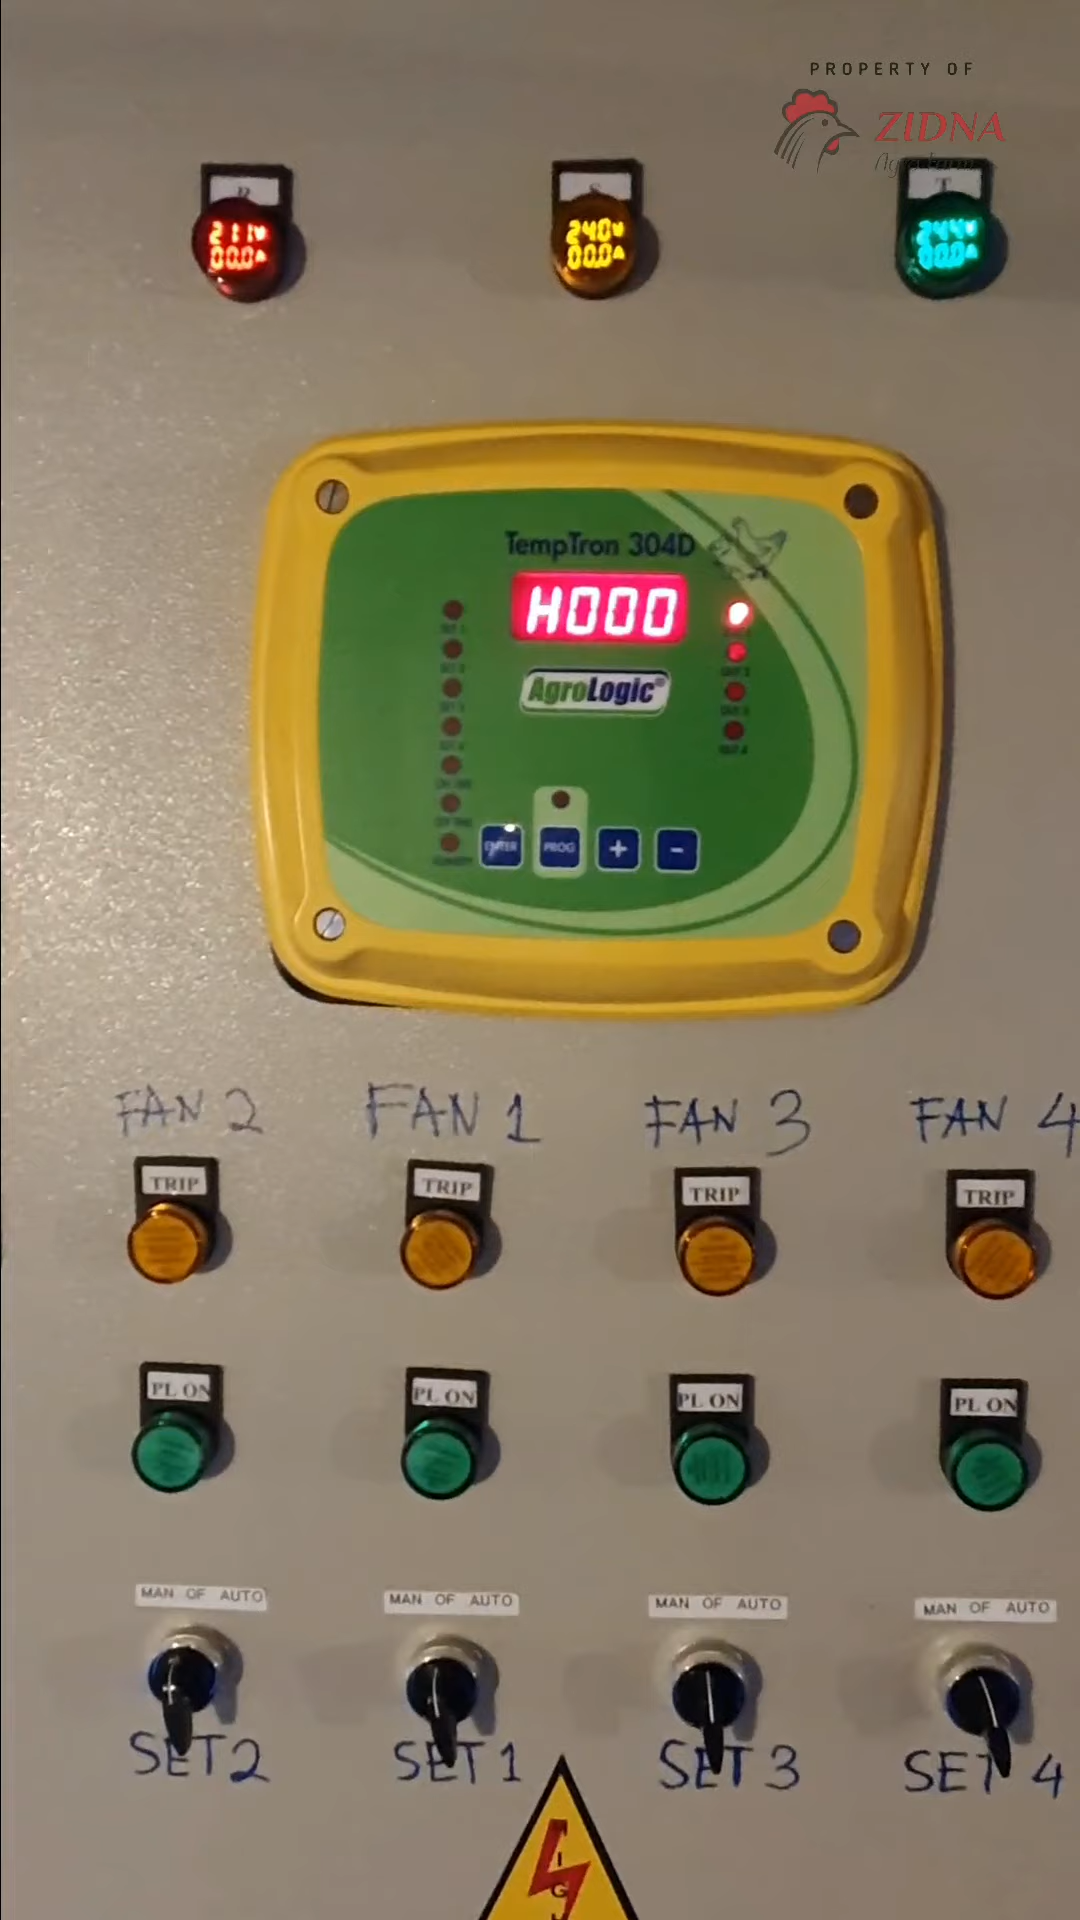 PROPERTY OF
ZIDNA
R
S
T
211V
00.0A
240V
00.0A
244V
00.0A
TempTron 304D
H000
AgroLogic®
ENTER
PROG
+
-
FAN 2
FAN 1
FAN 3
FAN 4
TRIP
TRIP
TRIP
TRIP
PL ON
PL ON
PL ON
PL ON
MAN OF AUTO
MAN OF AUTO
MAN OF AUTO
MAN OF AUTO
SET 2
SET 1
SET 3
SET 4